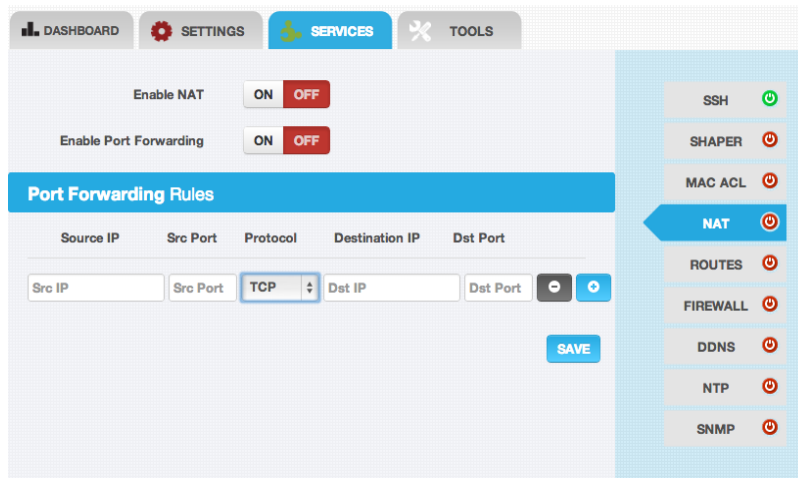 DASHBOARD SETTINGS SERVICES TOOLS
Enable NAT ON OFF
Enable Port Forwarding ON OFF
Port Forwarding Rules
Source IP Src Port Protocol Destination IP Dst Port
Src IP Src Port TCP Dst IP Dst Port
SAVE
SSH
SHAPER
MAC ACL
NAT
ROUTES
FIREWALL
DDNS
NTP
SNMP